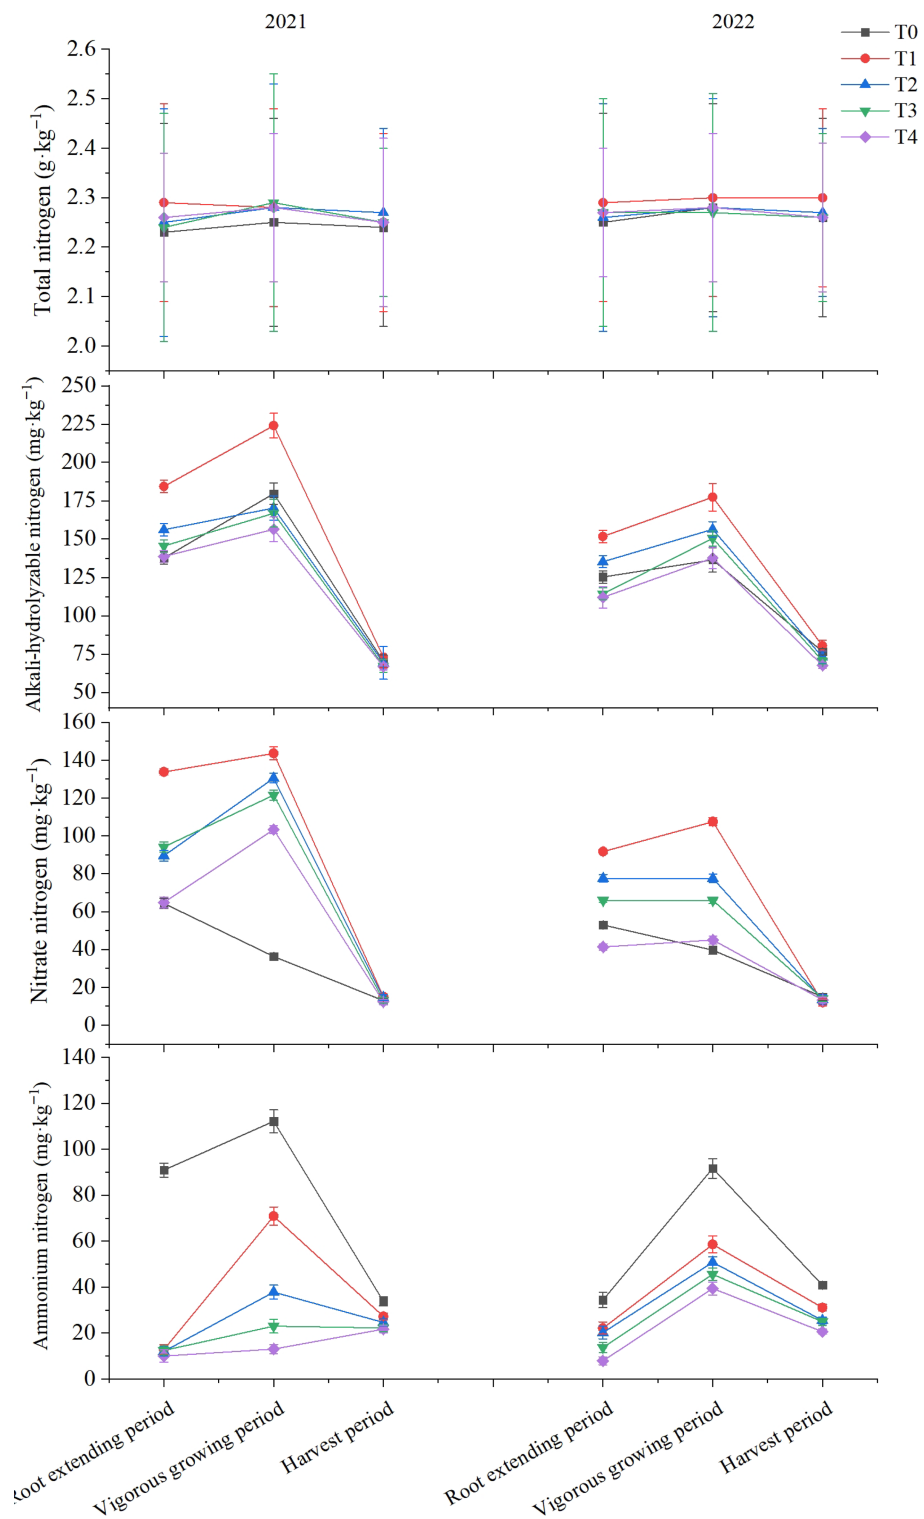 2021
2022
T0
T1
T2
T3
T4
Total nitrogen (g·kg⁻¹)
2.6
2.5
2.4
2.3
2.2
2.1
2.0
Alkali-hydrolyzable nitrogen (mg·kg⁻¹)
250
225
200
175
150
125
100
75
50
Nitrate nitrogen (mg·kg⁻¹)
160
140
120
100
80
60
40
20
0
Ammonium nitrogen (mg·kg⁻¹)
140
120
100
80
60
40
20
0
extending period
Vigorous growing period
Harvest period
Root extending period
Vigorous growing period
Harvest period